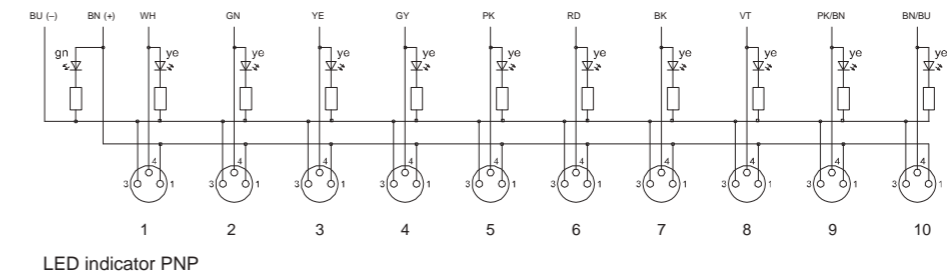 BU (–) BN (+) WH GN YE GY PK RD BK VT PK/BN BN/BU
gn ye ye ye ye ye ye ye ye ye ye
4 4 4 4 4 4 4 4 4 4
3 1 3 1 3 1 3 1 3 1 3 1 3 1 3 1 3 1 3 1
1 2 3 4 5 6 7 8 9 10
LED indicator PNP